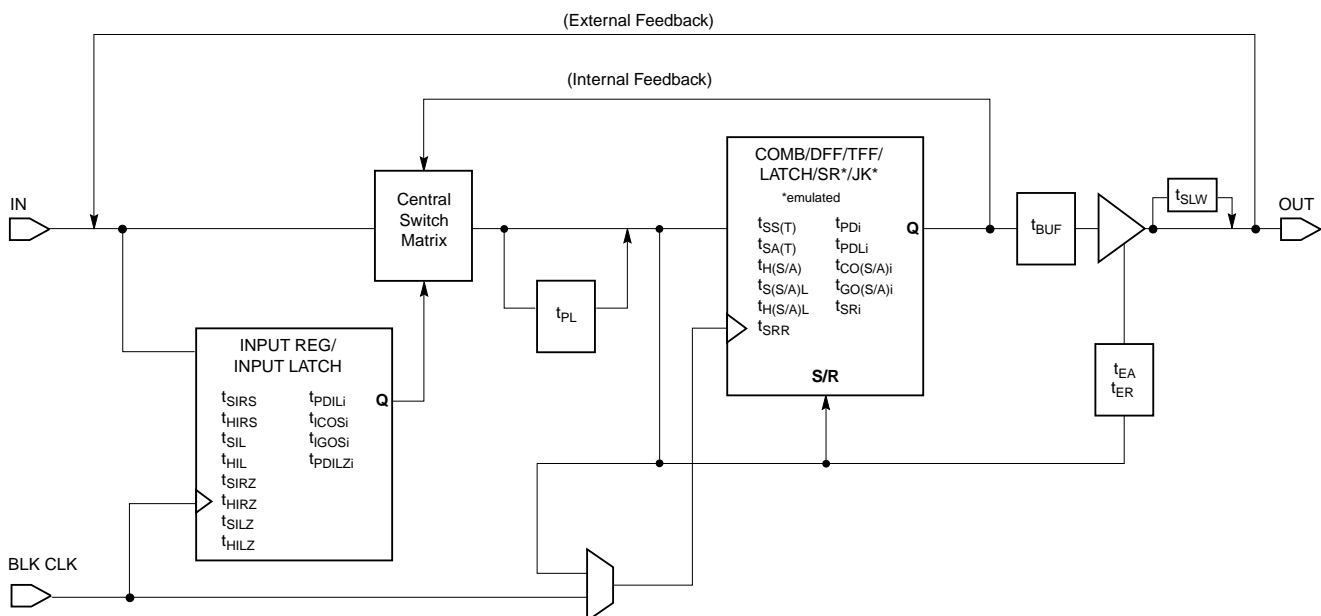 (External Feedback)
(Internal Feedback)
IN
Central
Switch
Matrix
COMB/DFF/TFF/
LATCH/SR*/JK*
*emulated
tSS(T) tPDi Q
tSA(T) tPDLi
tH(S/A) tCO(S/A)i
tS(S/A)L tGO(S/A)i
tH(S/A)L tSRi
tSRR
S/R
tBUF
tSLW
OUT
tPL
tEA
tER
INPUT REG/
INPUT LATCH
tSIRS tPDILi Q
tHIRS tICOSi
tSIL tIGOSi
tHIL tPDILZi
tSIRZ
tHIRZ
tSILZ
tHILZ
BLK CLK